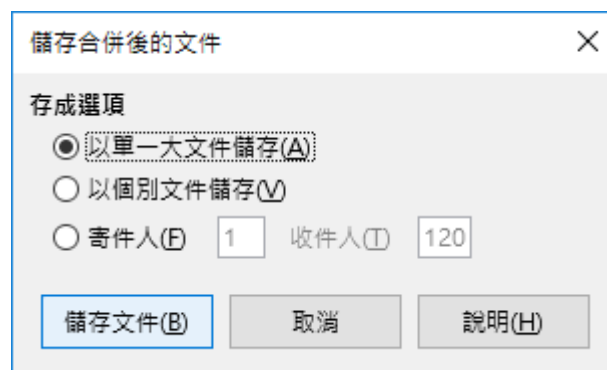 儲存合併後的文件
存成選項
以單一大文件儲存(A)
以個別文件儲存(V)
寄件人(F) 1 收件人(T) 120
儲存文件(B) 取消 說明(H)